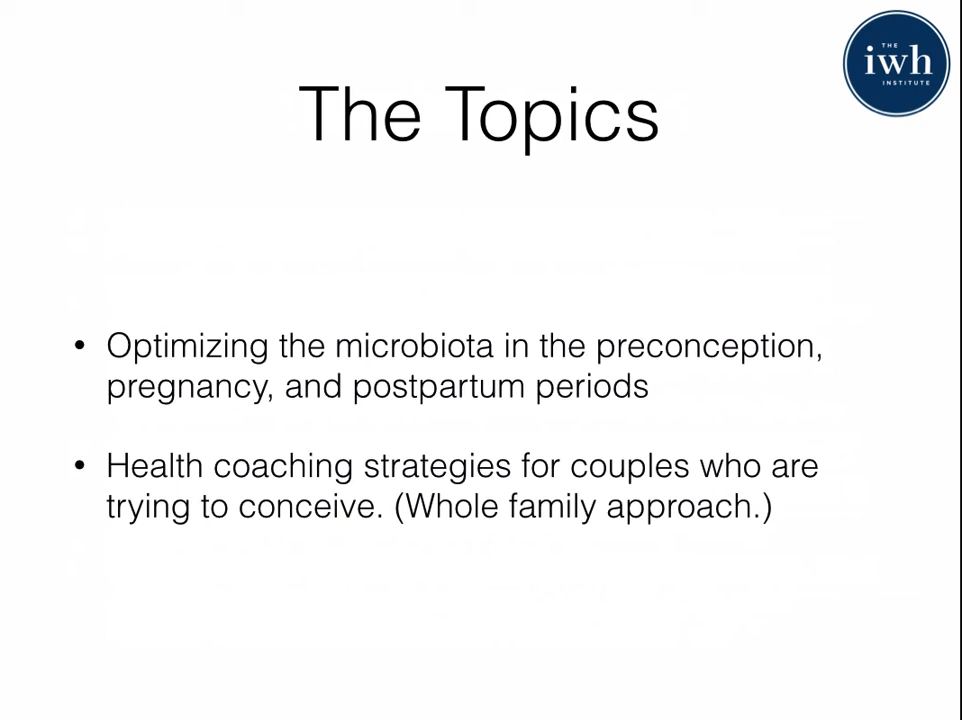 THE
iwh
INSTITUTE
The Topics
• Optimizing the microbiota in the preconception,
pregnancy, and postpartum periods
• Health coaching strategies for couples who are
trying to conceive. (Whole family approach.)